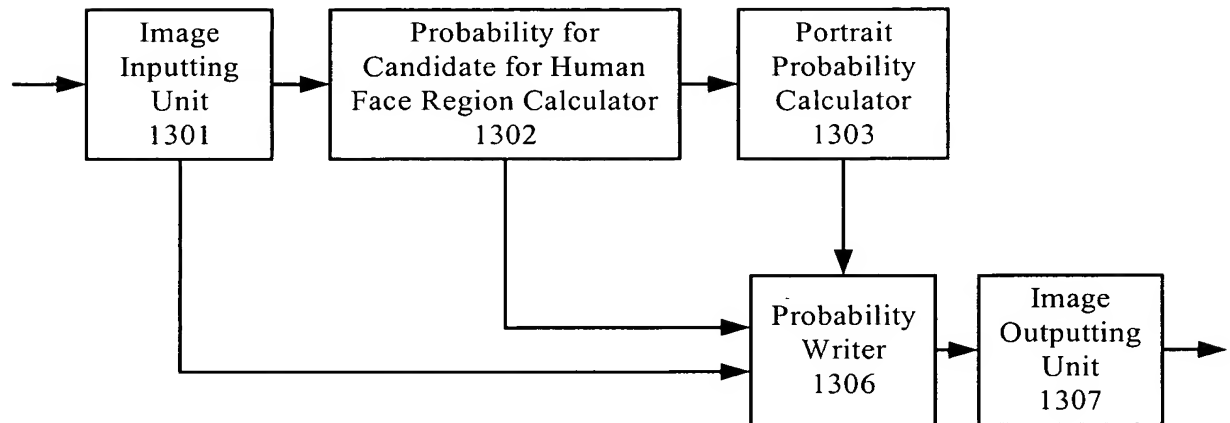 Image
Inputting
Unit
1301
Probability for
Candidate for Human
Face Region Calculator
1302
Portrait
Probability
Calculator
1303
Probability
Writer
1306
Image
Outputting
Unit
1307